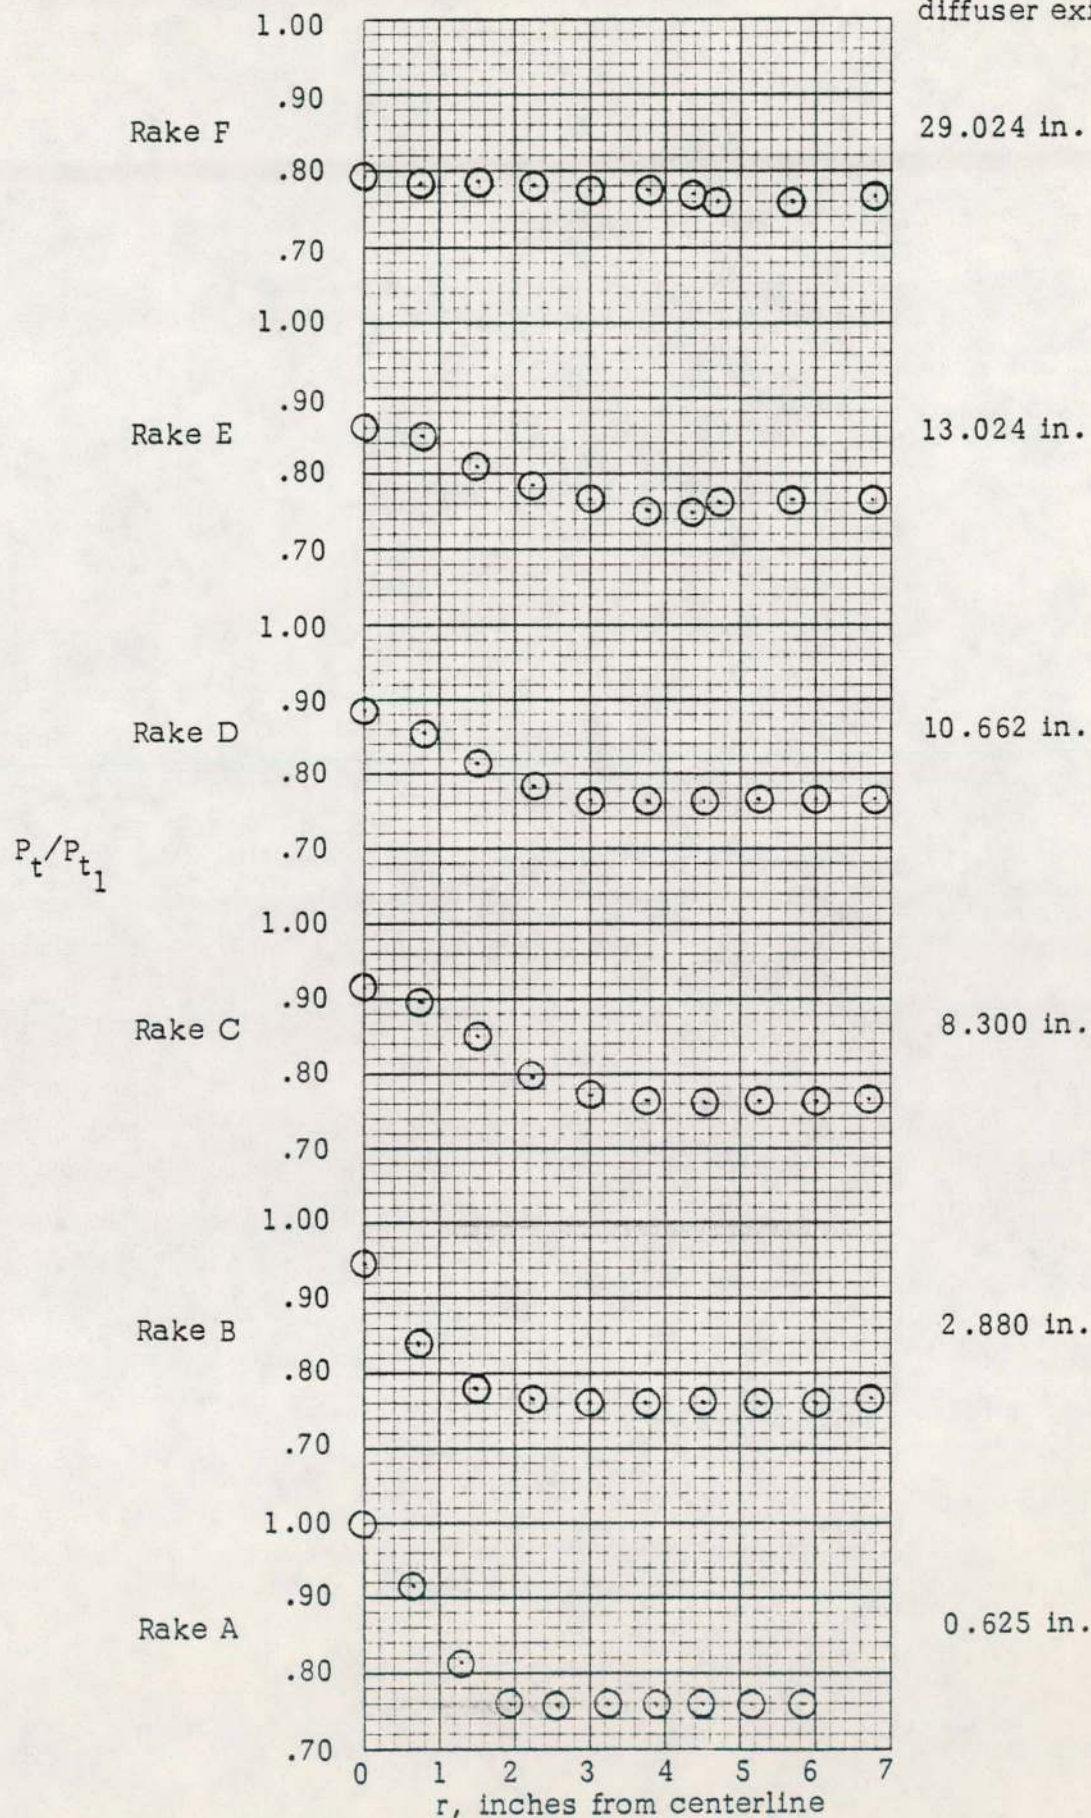 diffuser exi
1.00
.90
Rake F 29.024 in.
.80
.70
1.00
.90
Rake E 13.024 in.
.80
.70
1.00
.90
Rake D 10.662 in.
.80
Pt/Pt1
.70
1.00
.90
Rake C 8.300 in.
.80
.70
1.00
.90
Rake B 2.880 in.
.80
.70
1.00
.90
Rake A 0.625 in.
.80
.70
0 1 2 3 4 5 6 7
r, inches from centerline